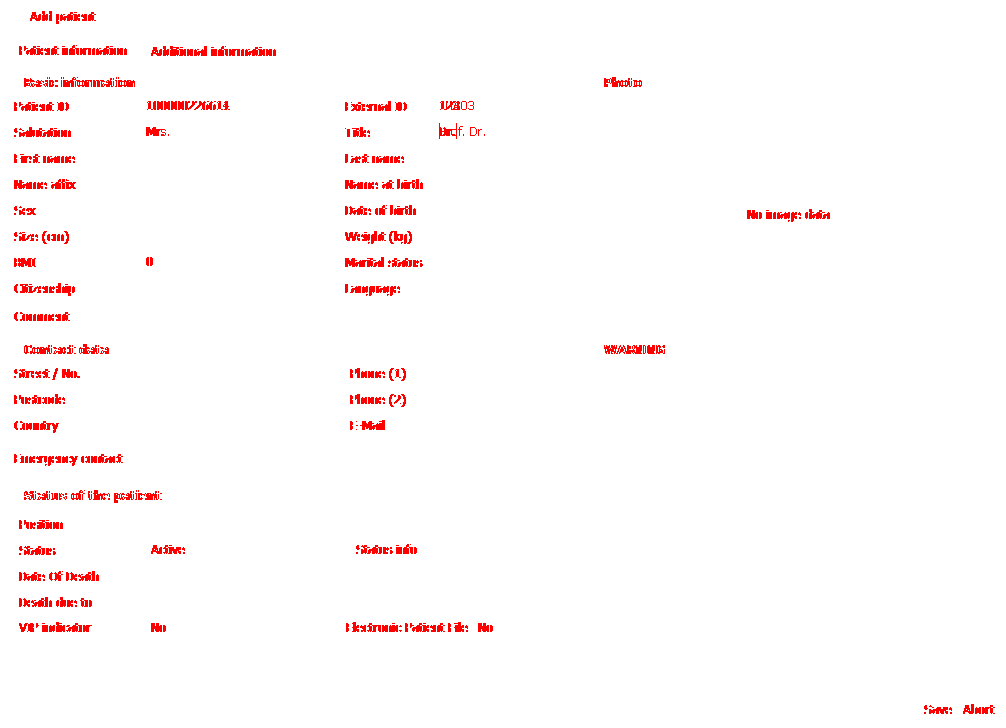 Add patient
Patient information Additional information
Basic information Photo
Patient ID 100000226614 External ID
Salutation Mrs. Title Dr.
First name Last name
Name affix Name at birth
Sex Date of birth No image data
Size (cm) Weight (kg)
BMI 0 Marital status
Citizenship Language
Comment
Contact data WARNING
Street / No. Phone (1)
Postcode Phone (2)
Country E-Mail
Emergency contact
Status of the patient
Position
Status Active Status info
Date Of Death
Death due to
VIP indicator No Electronic Patient File No
Save Abort